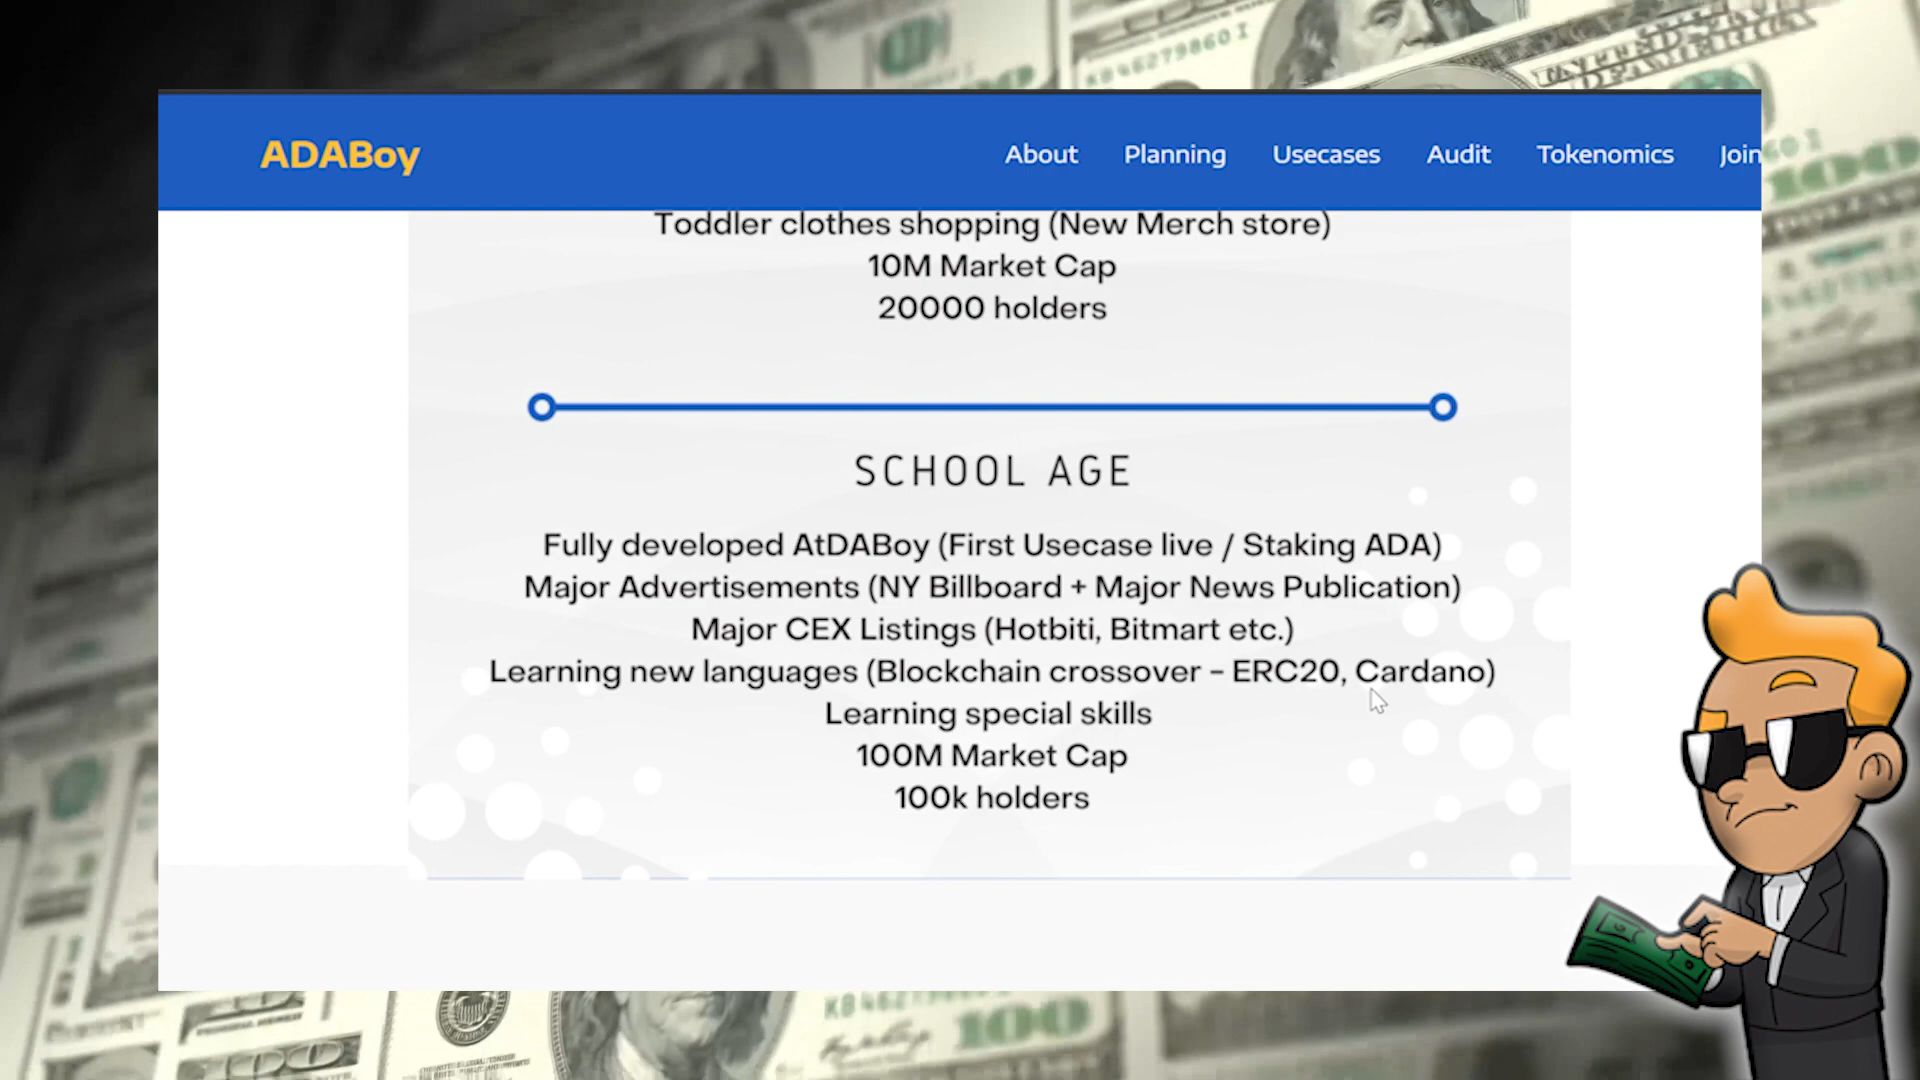 ADABoy
About Planning Usecases Audit Tokenomics Join
Toddler clothes shopping (New Merch store)
10M Market Cap
20000 holders
SCHOOL AGE
Fully developed AtDABoy (First Usecase live / Staking ADA)
Major Advertisements (NY Billboard + Major News Publication)
Major CEX Listings (Hotbiti, Bitmart etc.)
Learning new languages (Blockchain crossover - ERC20, Cardano)
Learning special skills
100M Market Cap
100k holders
100